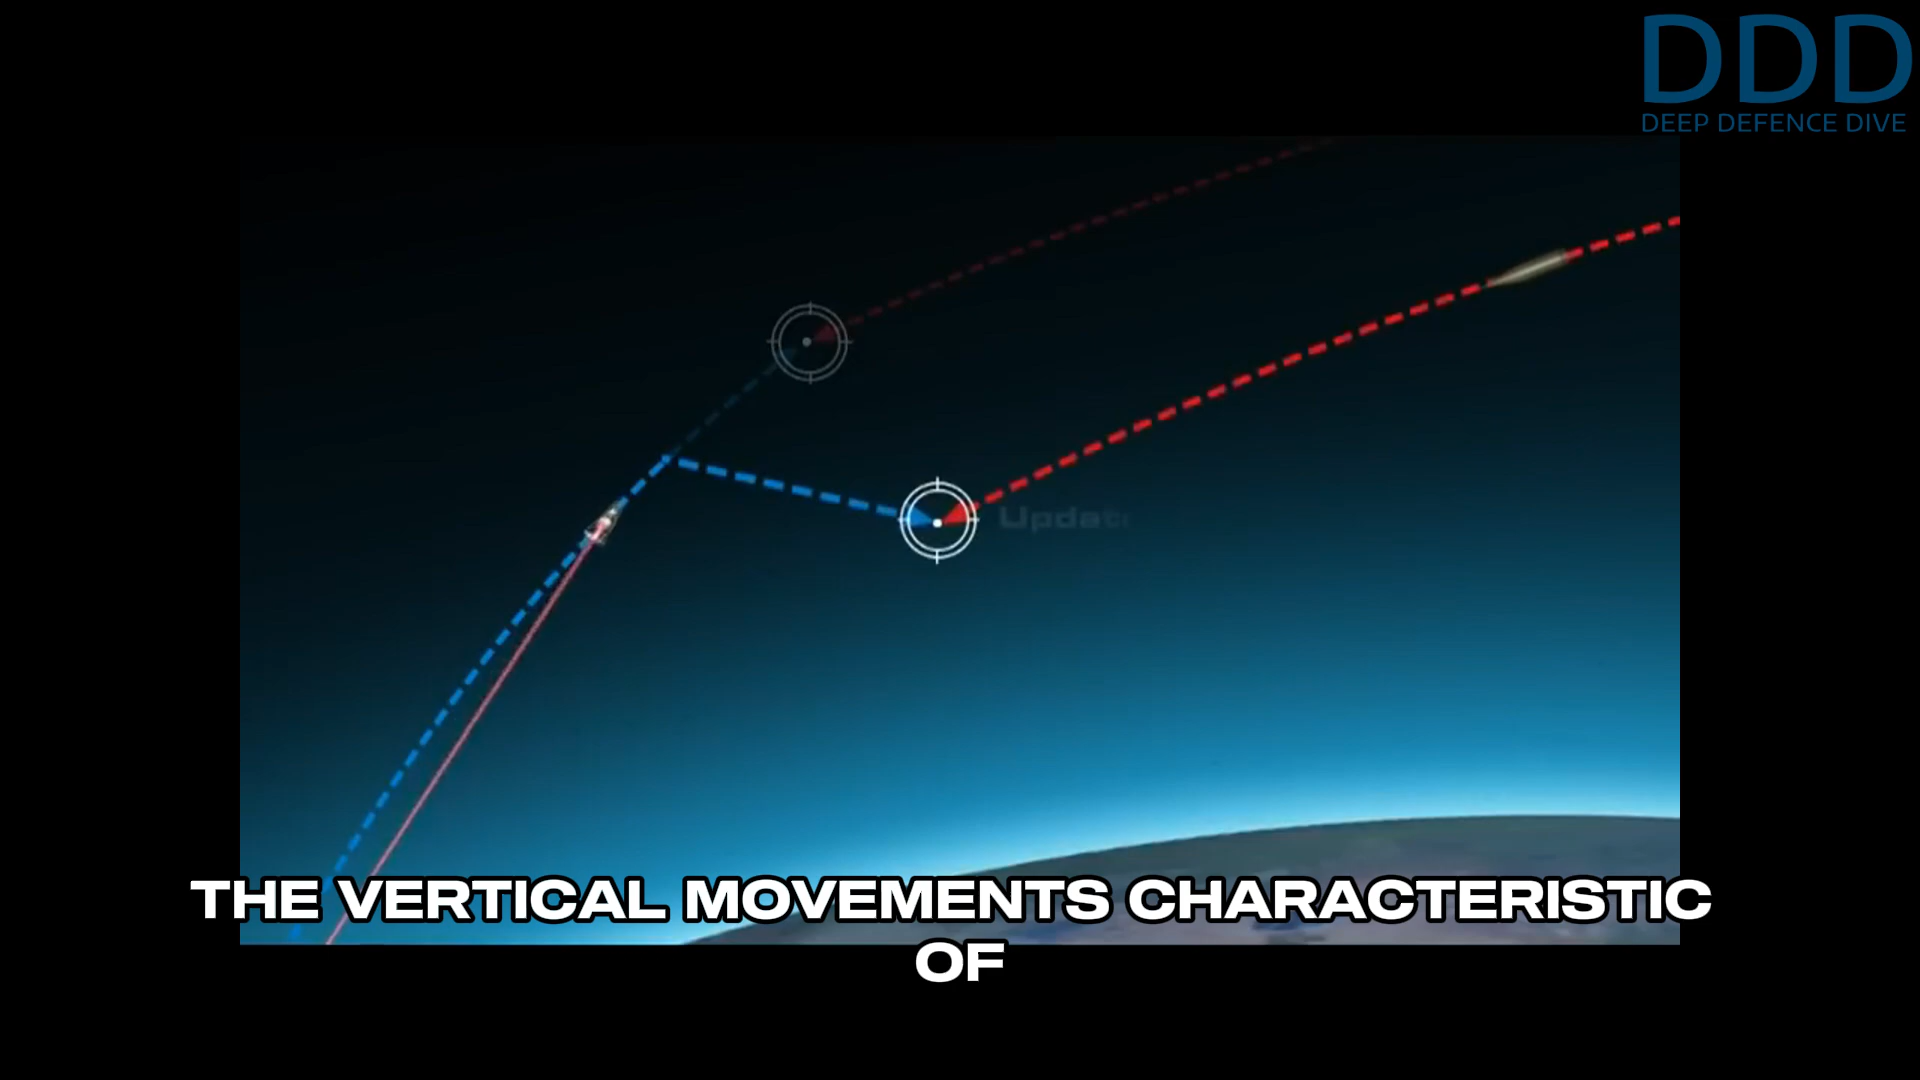 DDD
DEEP DEFENCE DIVE
THE VERTICAL MOVEMENTS CHARACTERISTIC
OF